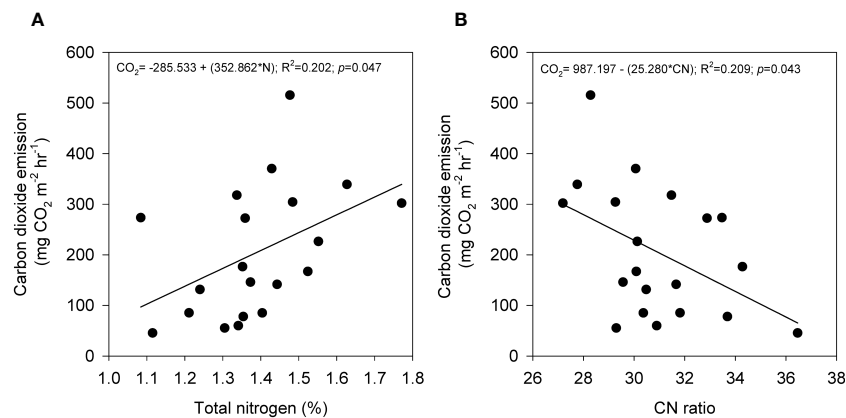 A
B
CO₂= -285.533 + (352.862*N); R²=0.202; p=0.047
CO₂= 987.197 - (25.280*CN); R²=0.209; p=0.043
Carbon dioxide emission
(mg CO₂ m⁻² hr⁻¹)
600
500
400
300
200
100
0
1.0 1.1 1.2 1.3 1.4 1.5 1.6 1.7 1.8
Total nitrogen (%)
Carbon dioxide emission
(mg CO₂ m⁻² hr⁻¹)
600
500
400
300
200
100
0
26 28 30 32 34 36 38
CN ratio